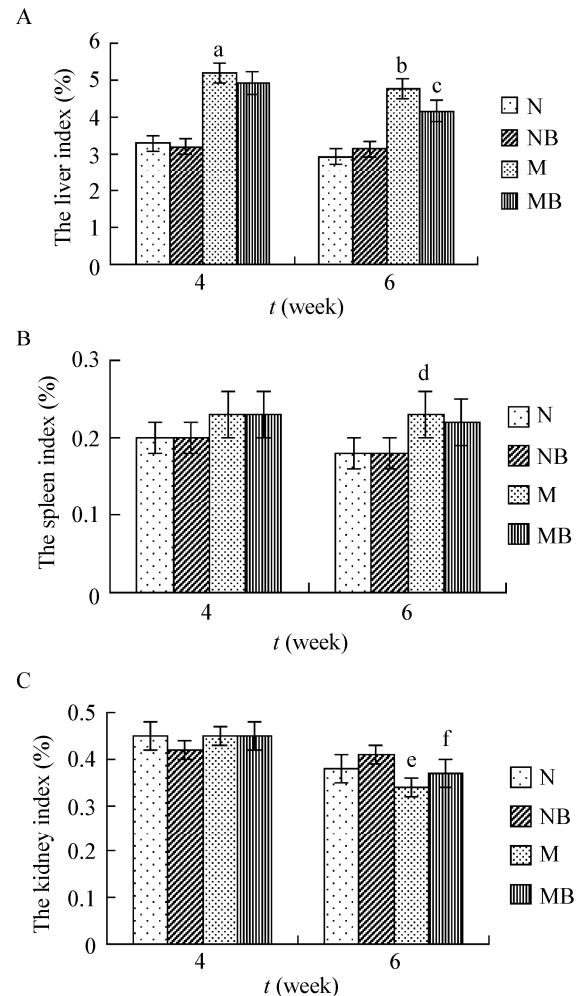 A
The liver index (%)
6
5
4
3
2
1
0
a
b
c
4
6
t (week)
N
NB
M
MB
B
The spleen index (%)
0.3
0.2
0.1
0
d
4
6
t (week)
N
NB
M
MB
C
The kidney index (%)
0.5
0.4
0.3
0.2
0.1
0
e
f
4
6
t (week)
N
NB
M
MB